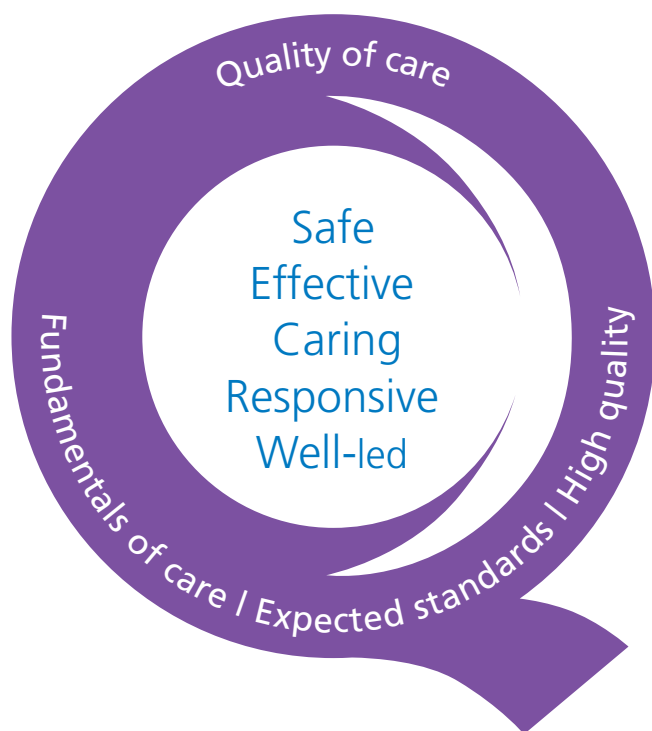 Quality of care
Safe
Effective
Caring
Responsive
Well-led
Fundamentals of care | Expected standards | High quality